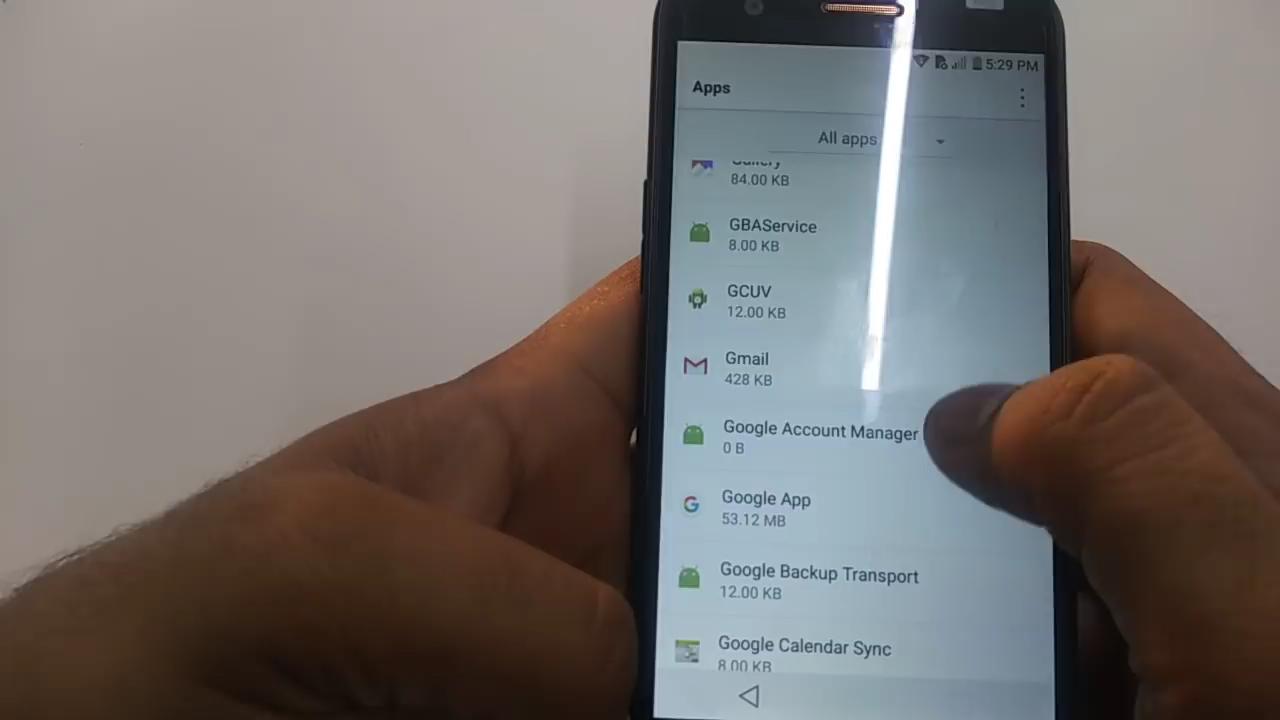 5:29 PM
Apps
All apps
Gallery
84.00 KB
GBAService
8.00 KB
GCUV
12.00 KB
Gmail
428 KB
Google Account Manager
0 B
Google App
53.12 MB
Google Backup Transport
12.00 KB
Google Calendar Sync
8.00 KB